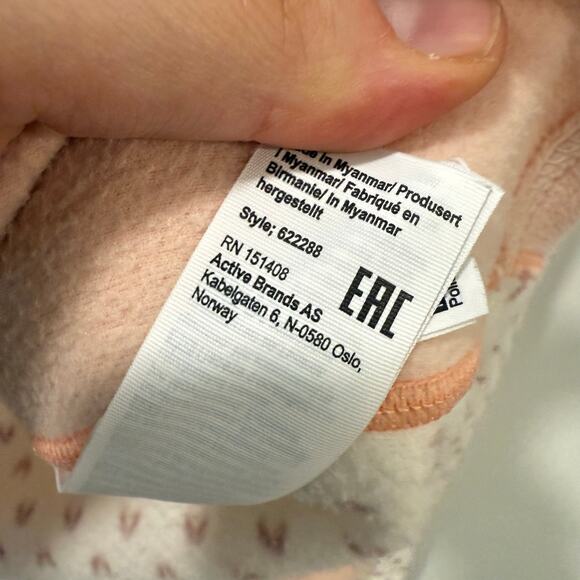 in Myanmar/ Produsert
i Myanmar/ Fabriqué en
Birmanie/ In Myanmar
hergestellt
Style; 622288
RN 151408
Active Brands AS
Kabelgaten 6, N-0580 Oslo,
Norway
EAC